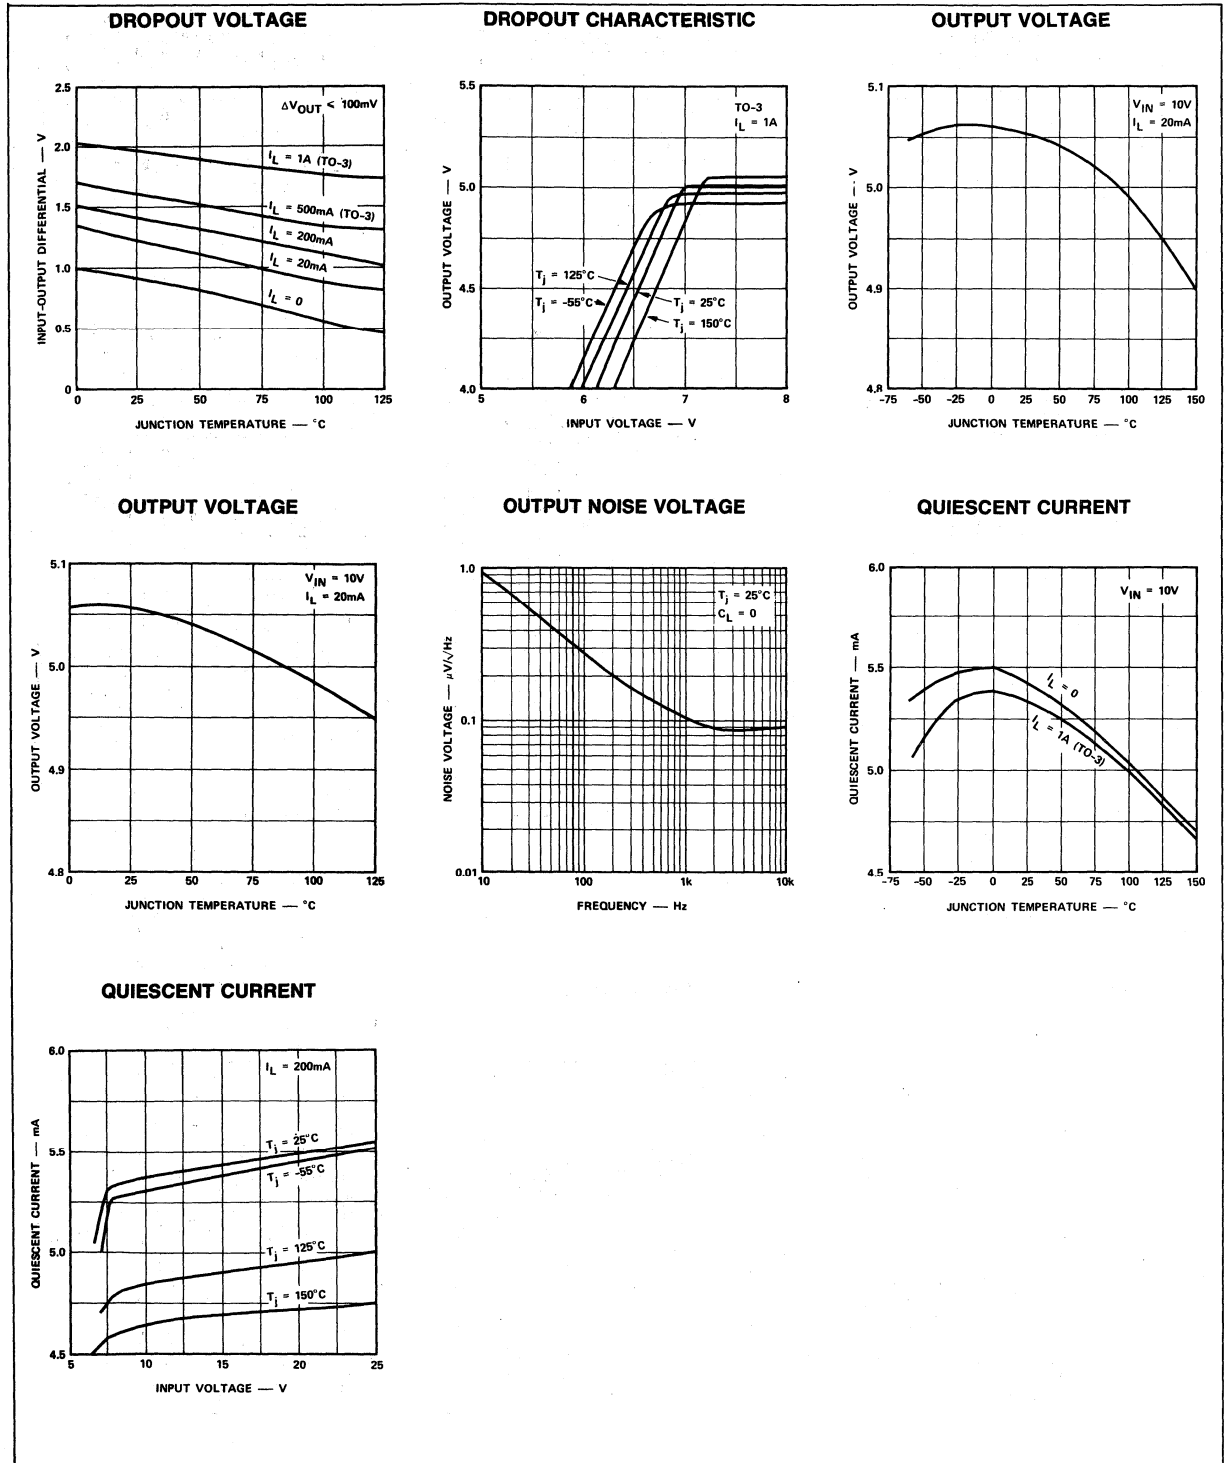 DROPOUT VOLTAGE
2.5
2.0
1.5
1.0
0.5
0
INPUT-OUTPUT DIFFERENTIAL — V
ΔVOUT < 100mV
IL = 1A (TO-3)
IL = 500mA (TO-3)
IL = 200mA
IL = 20mA
IL = 0
0 25 50 75 100 125
JUNCTION TEMPERATURE — °C
DROPOUT CHARACTERISTIC
5.5
5.0
4.5
4.0
OUTPUT VOLTAGE — V
TO-3
IL = 1A
Tj = 125°C
Tj = -55°C
Tj = 25°C
Tj = 150°C
5 6 7 8
INPUT VOLTAGE — V
OUTPUT VOLTAGE
5.1
5.0
4.9
4.8
OUTPUT VOLTAGE — V
VIN = 10V
IL = 20mA
-75 -50 -25 0 25 50 75 100 125 150
JUNCTION TEMPERATURE — °C
OUTPUT VOLTAGE
5.1
5.0
4.9
4.8
OUTPUT VOLTAGE — V
VIN = 10V
IL = 20mA
0 25 50 75 100 125
JUNCTION TEMPERATURE — °C
OUTPUT NOISE VOLTAGE
1.0
0.1
0.01
NOISE VOLTAGE — μV/√Hz
Tj = 25°C
CL = 0
10 100 1k 10k
FREQUENCY — Hz
QUIESCENT CURRENT
6.0
5.5
5.0
4.5
QUIESCENT CURRENT — mA
VIN = 10V
IL = 0
IL = 1A (TO-3)
-75 -50 -25 0 25 50 75 100 125 150
JUNCTION TEMPERATURE — °C
QUIESCENT CURRENT
6.0
5.5
5.0
4.5
QUIESCENT CURRENT — mA
IL = 200mA
Tj = 25°C
Tj = -55°C
Tj = 125°C
Tj = 150°C
5 10 15 20 25
INPUT VOLTAGE — V